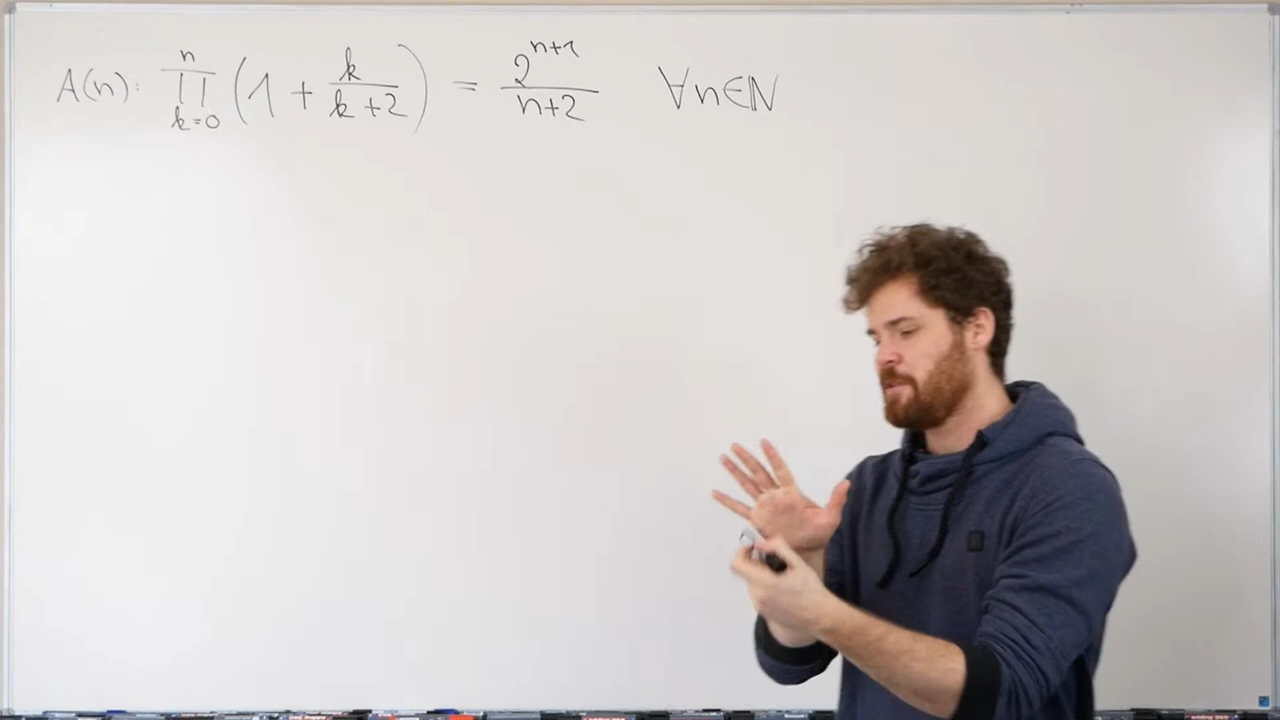 A(n): ∏_{k=0}^{n} (1 + k/(k+2)) = 2^{n+1}/(n+2) ∀n∈ℕ